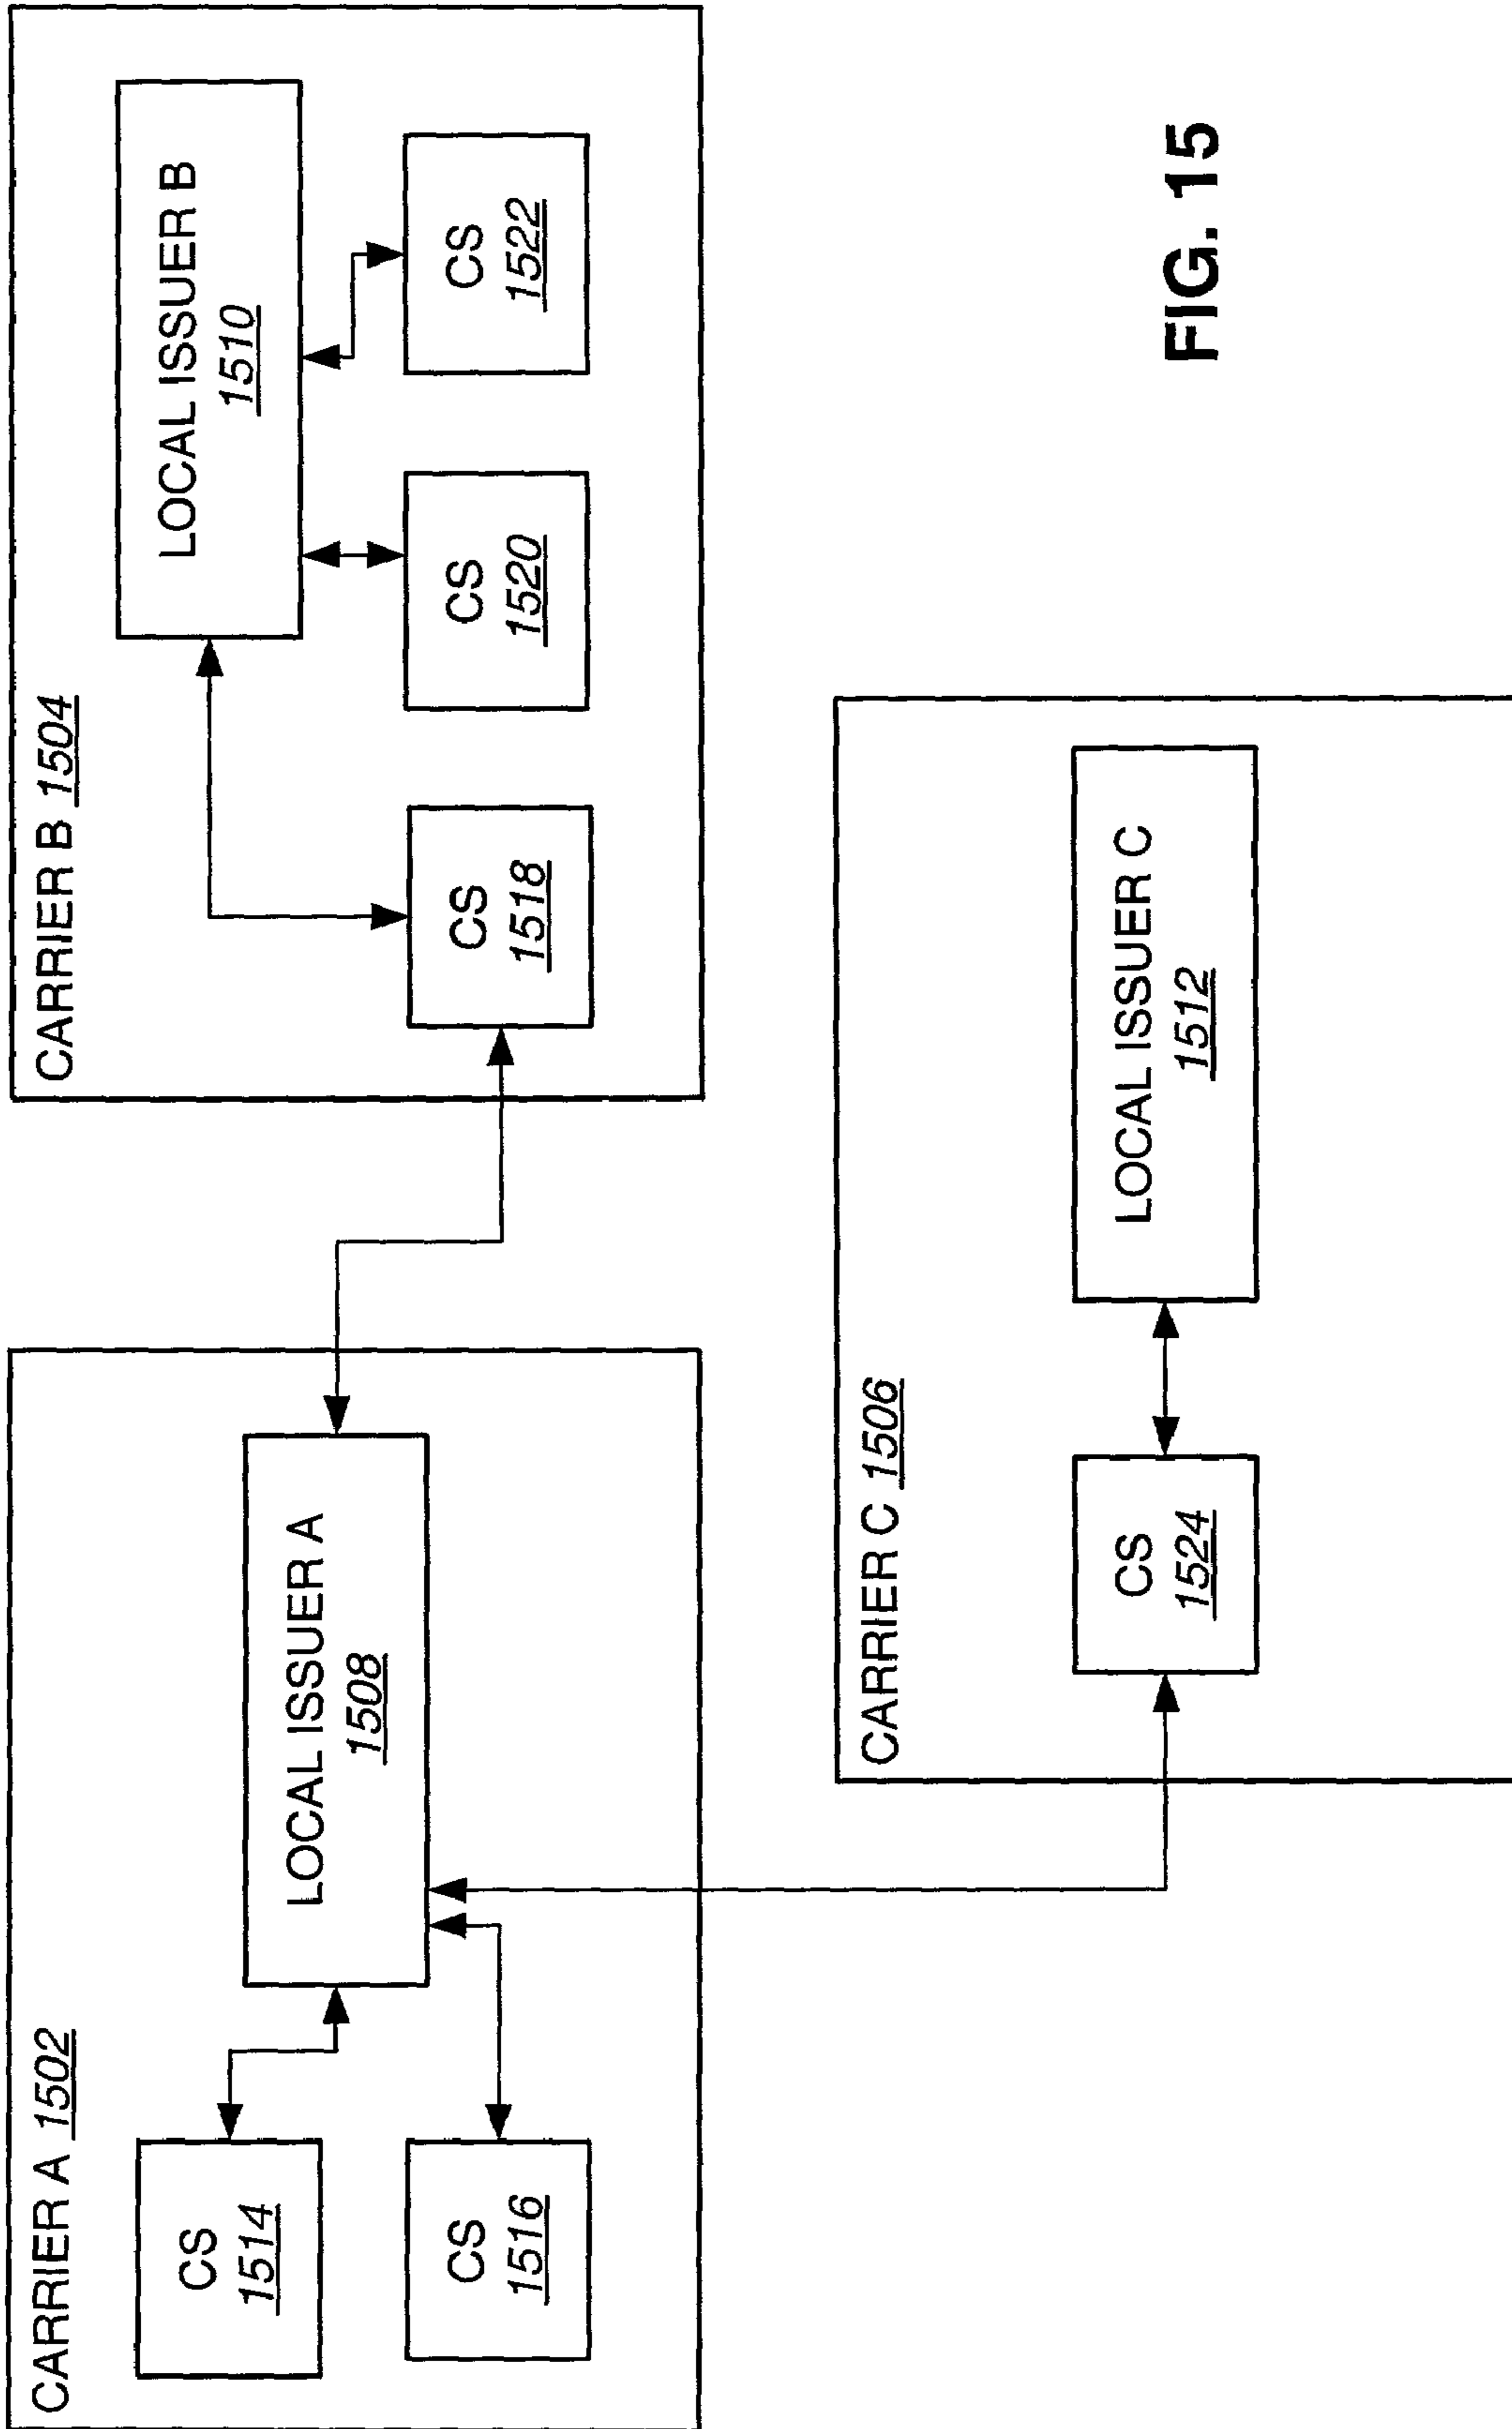 CARRIER A 1502
CS
1514
CS
1516
LOCAL ISSUER A
1508
CARRIER B 1504
CS
1518
LOCAL ISSUER B
1510
CS
1520
CS
1522
CARRIER C 1506
CS
1524
LOCAL ISSUER C
1512
FIG. 15